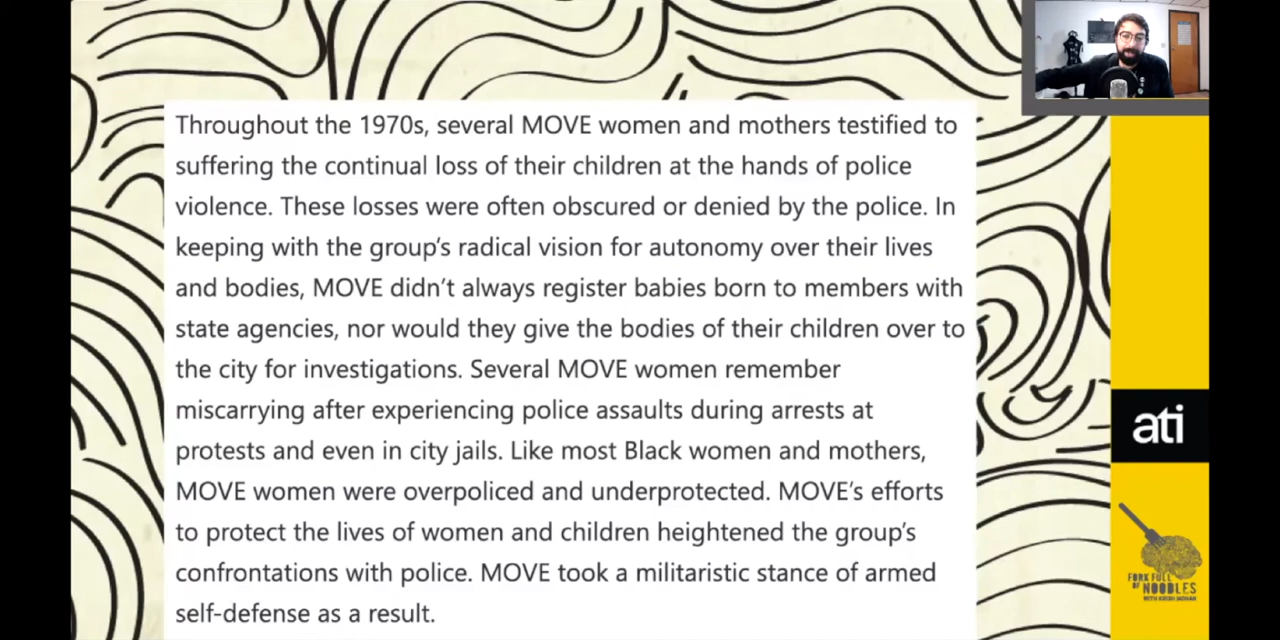 Throughout the 1970s, several MOVE women and mothers testified to
suffering the continual loss of their children at the hands of police
violence. These losses were often obscured or denied by the police. In
keeping with the group's radical vision for autonomy over their lives
and bodies, MOVE didn't always register babies born to members with
state agencies, nor would they give the bodies of their children over to
the city for investigations. Several MOVE women remember
miscarrying after experiencing police assaults during arrests at
protests and even in city jails. Like most Black women and mothers,
MOVE women were overpoliced and underprotected. MOVE's efforts
to protect the lives of women and children heightened the group's
confrontations with police. MOVE took a militaristic stance of armed
self-defense as a result.
ati
FORK FULL
OF NOODLES
WITH KRISH MOHAN